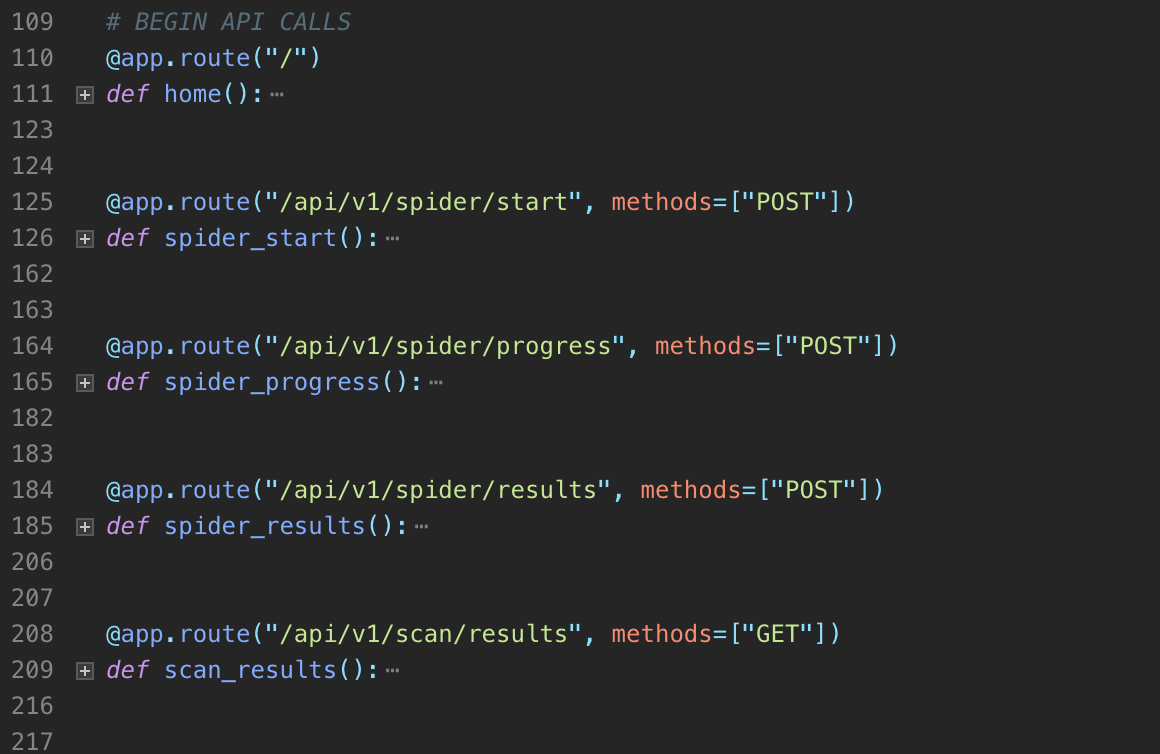 109 # BEGIN API CALLS
110 @app.route("/")
111 def home():⋯
123
124
125 @app.route("/api/v1/spider/start", methods=["POST"])
126 def spider_start():⋯
162
163
164 @app.route("/api/v1/spider/progress", methods=["POST"])
165 def spider_progress():⋯
182
183
184 @app.route("/api/v1/spider/results", methods=["POST"])
185 def spider_results():⋯
206
207
208 @app.route("/api/v1/scan/results", methods=["GET"])
209 def scan_results():⋯
216
217